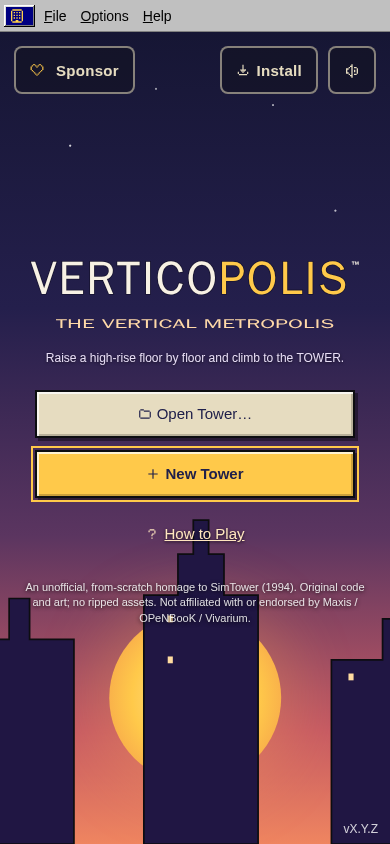 File Options Help
Sponsor Install
VERTICOPOLIS™
THE VERTICAL METROPOLIS
Raise a high-rise floor by floor and climb to the TOWER.
Open Tower…
+ New Tower
? How to Play
An unofficial, from-scratch homage to SimTower (1994). Original code
and art; no ripped assets. Not affiliated with or endorsed by Maxis /
OPeNBooK / Vivarium.
vX.Y.Z